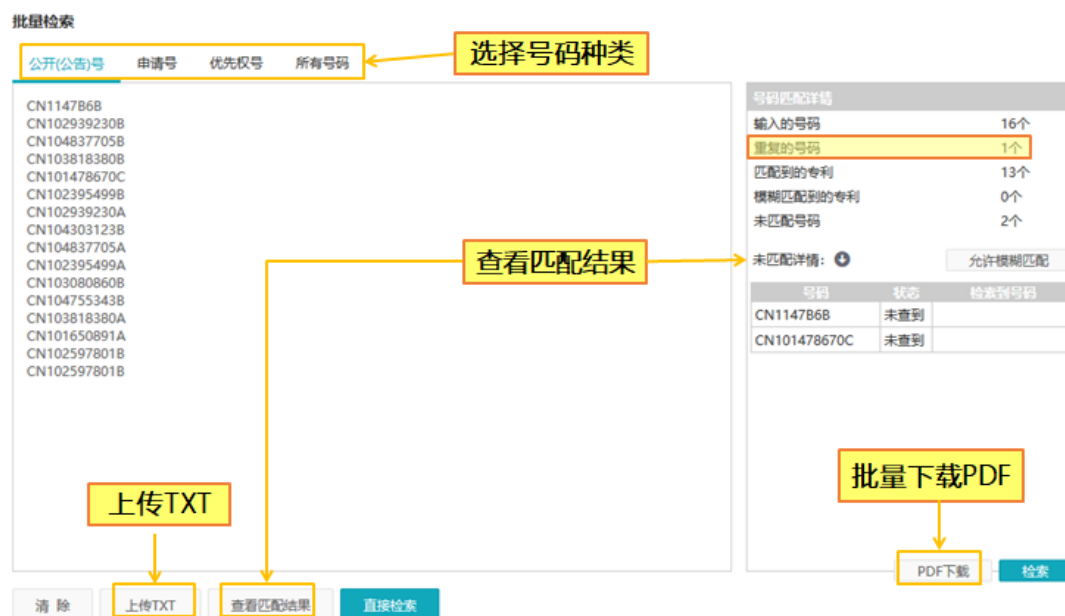 批量检索
公开(公告)号 申请号 优先权号 所有号码
选择号码种类
CN1147B6B
CN102939230B
CN104837705B
CN103818380B
CN101478670C
CN102395499B
CN102939230A
CN104303123B
CN104837705A
CN102395499A
CN103080860B
CN104755343B
CN103818380A
CN101650891A
CN102597801B
CN102597801B
号码匹配详情
输入的号码 16个
重复的号码 1个
匹配到的专利 13个
模糊匹配到的专利 0个
未匹配号码 2个
查看匹配结果
未匹配详情: 允许模糊匹配
号码 状态 检索到号码
CN1147B6B 未查到
CN101478670C 未查到
批量下载PDF
上传TXT
PDF下载 检索
清 除 上传TXT 查看匹配结果 直接检索